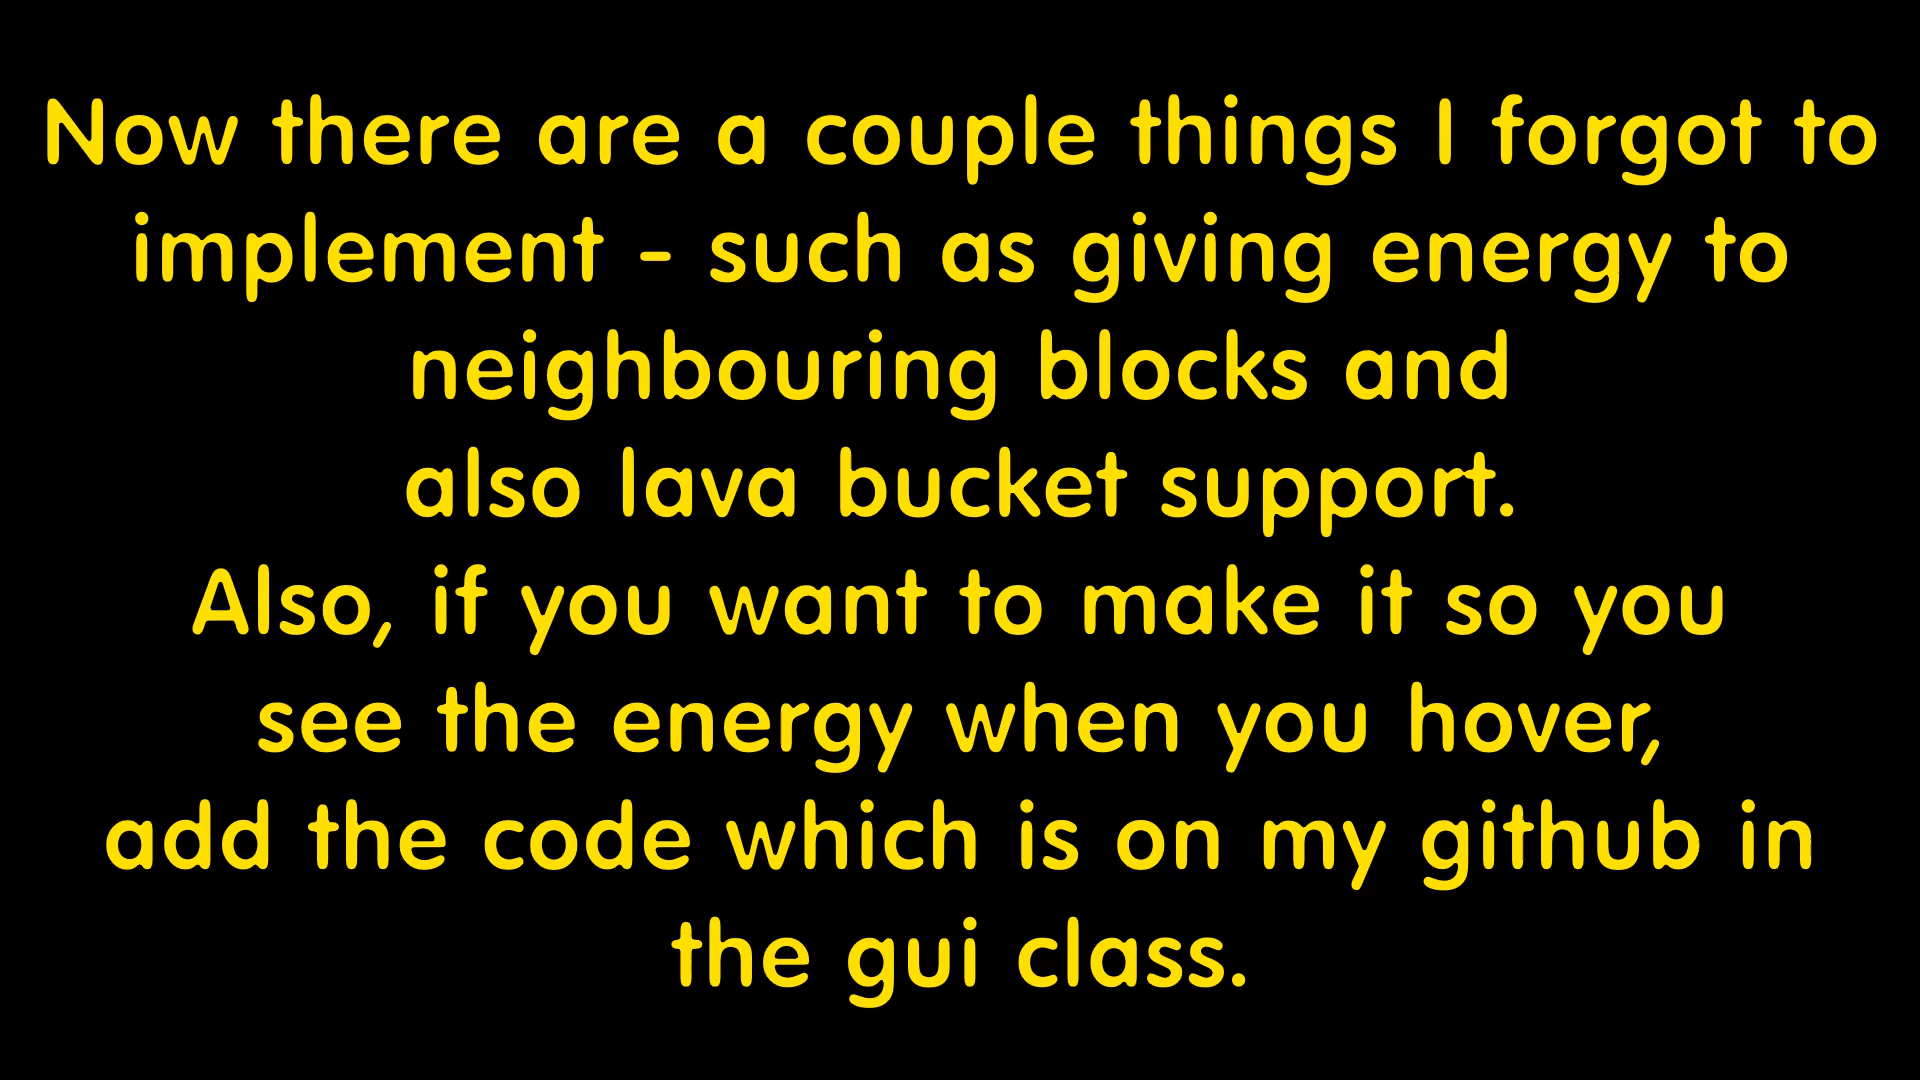 Now there are a couple things I forgot to
implement - such as giving energy to
neighbouring blocks and
also lava bucket support.
Also, if you want to make it so you
see the energy when you hover,
add the code which is on my github in
the gui class.